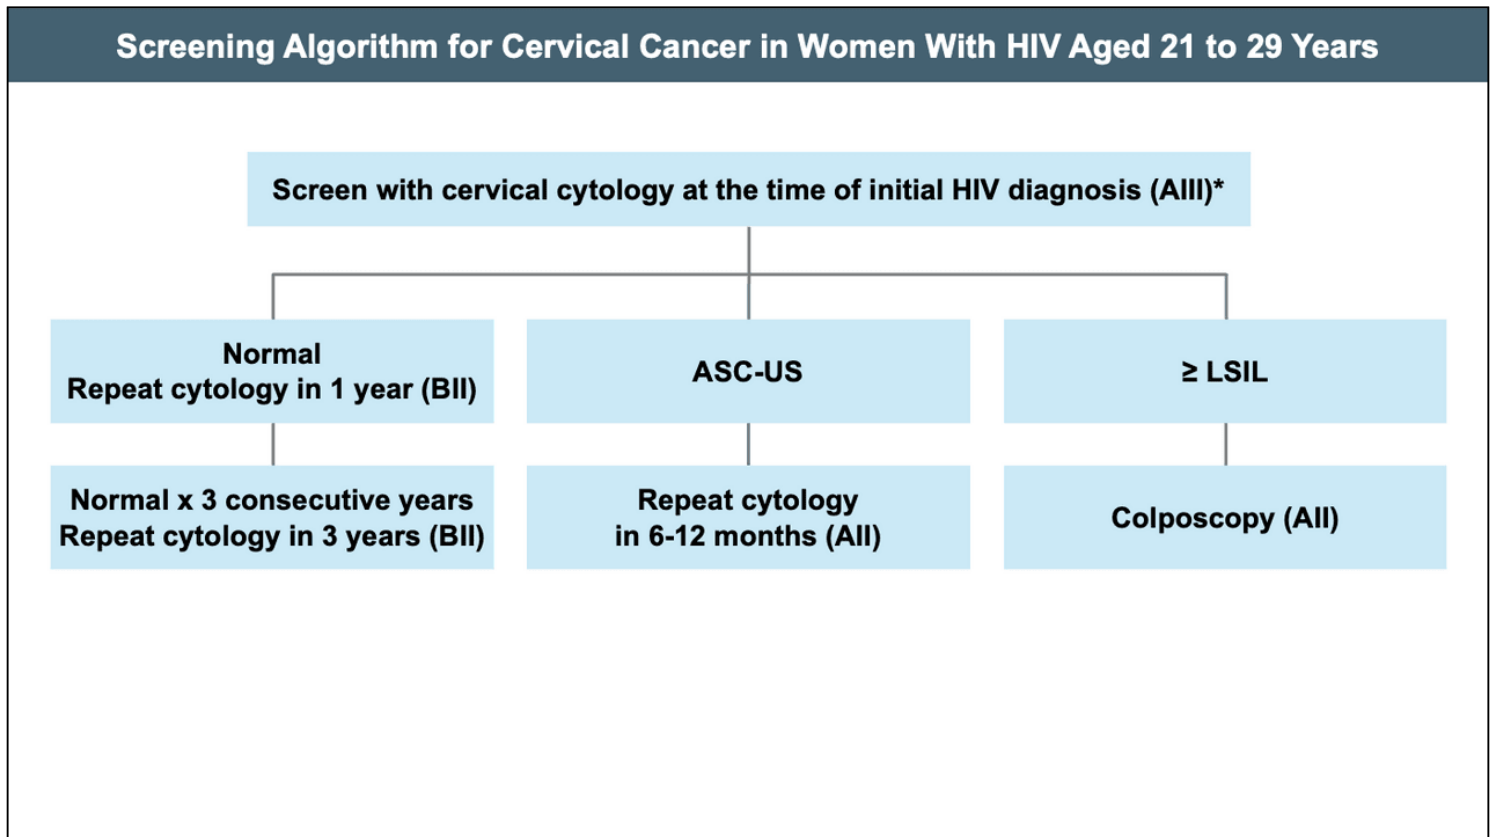 Screening Algorithm for Cervical Cancer in Women With HIV Aged 21 to 29 Years
Screen with cervical cytology at the time of initial HIV diagnosis (AIII)*
Normal
Repeat cytology in 1 year (BII)
ASC-US
≥ LSIL
Normal x 3 consecutive years
Repeat cytology in 3 years (BII)
Repeat cytology
in 6-12 months (AII)
Colposcopy (AII)